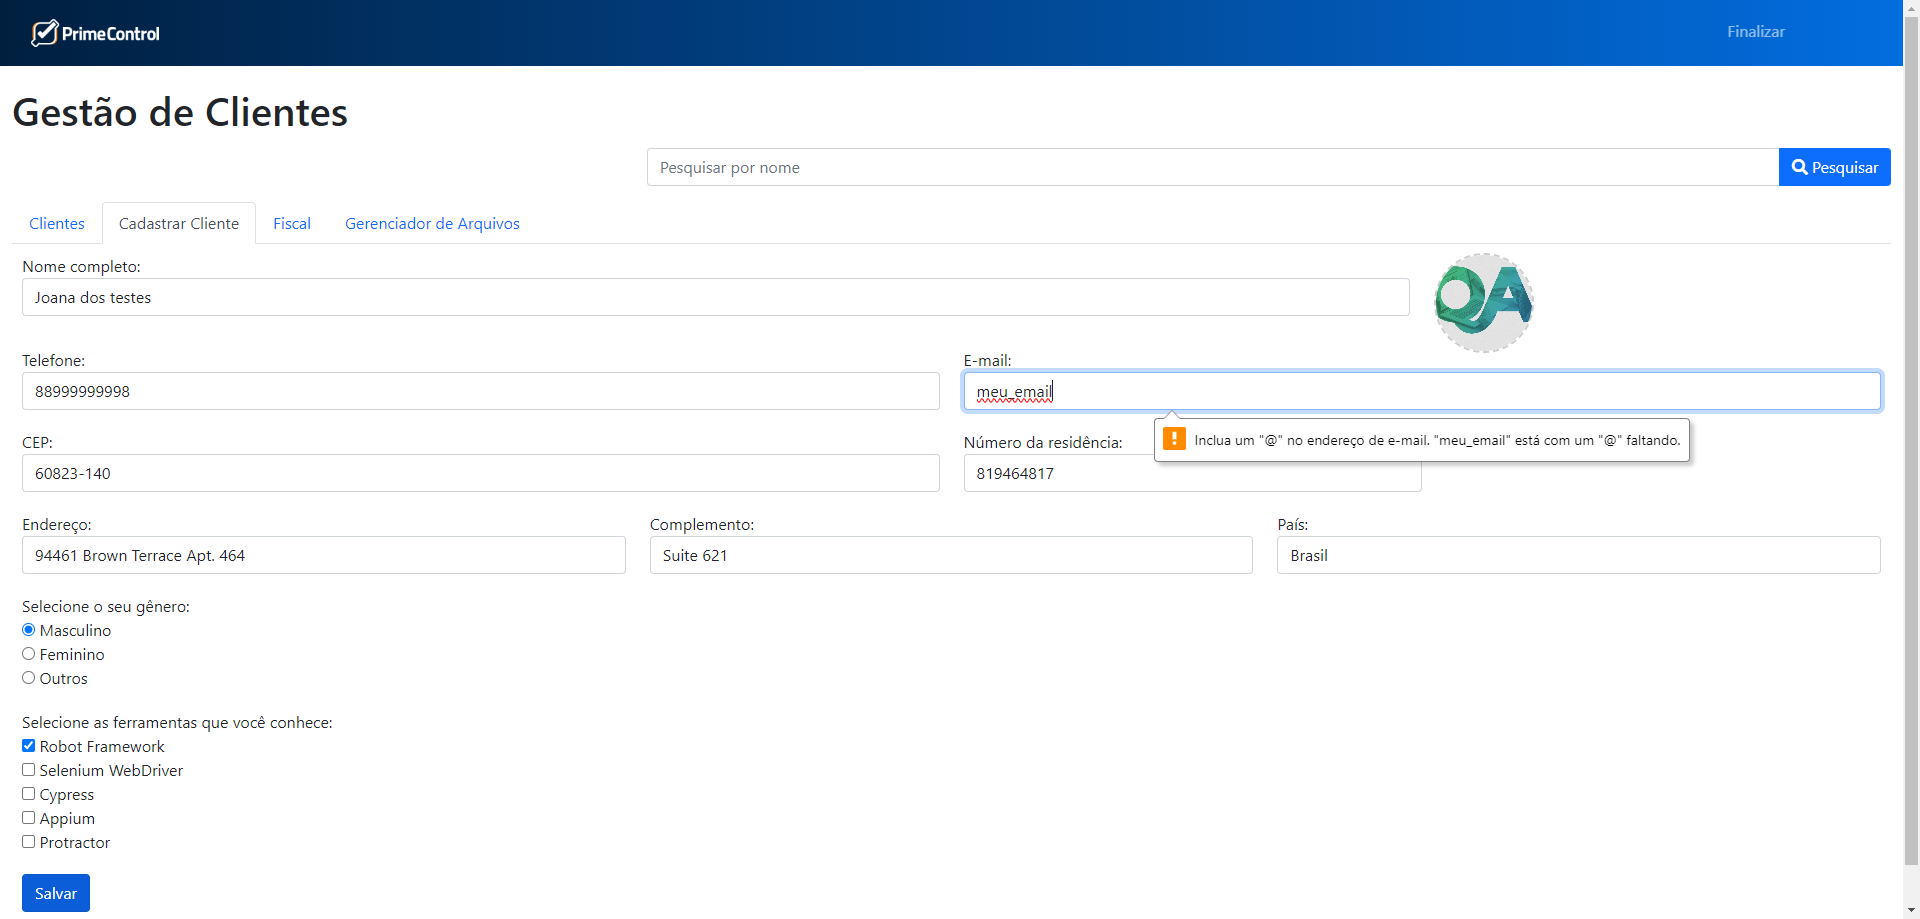 PrimeControl
Finalizar
Gestão de Clientes
Pesquisar por nome
Pesquisar
Clientes
Cadastrar Cliente
Fiscal
Gerenciador de Arquivos
Nome completo:
Joana dos testes
QA
Telefone:
E-mail:
88999999998
meu_email
Inclua um "@" no endereço de e-mail. "meu_email" está com um "@" faltando.
CEP:
Número da residência:
60823-140
819464817
Endereço:
Complemento:
País:
94461 Brown Terrace Apt. 464
Suite 621
Brasil
Selecione o seu gênero:
Masculino
Feminino
Outros
Selecione as ferramentas que você conhece:
Robot Framework
Selenium WebDriver
Cypress
Appium
Protractor
Salvar